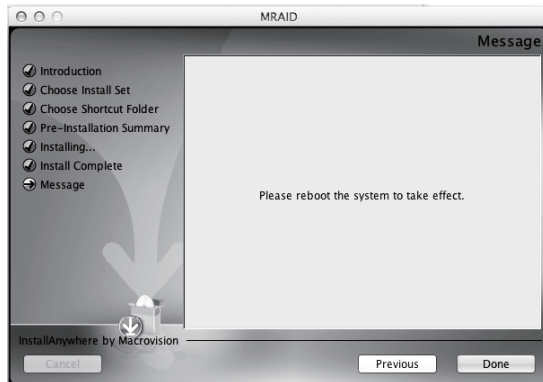 MRAID
Message
Introduction
Choose Install Set
Choose Shortcut Folder
Pre-Installation Summary
Installing...
Install Complete
Message
Please reboot the system to take effect.
InstallAnywhere by Macrovision
Cancel
Previous
Done